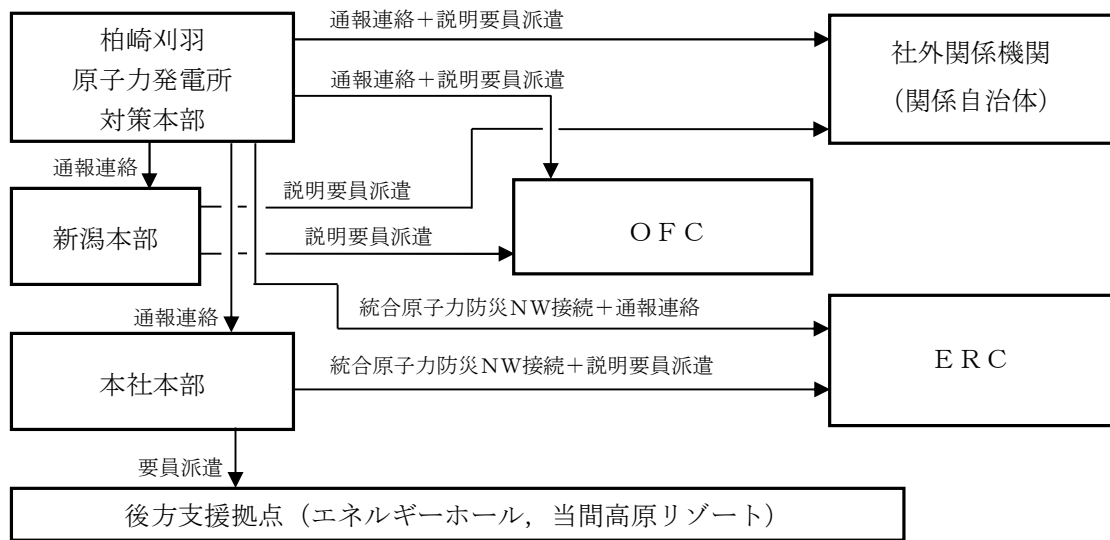 柏崎刈羽
原子力発電所
対策本部
通報連絡＋説明要員派遣
社外関係機関
（関係自治体）
通報連絡＋説明要員派遣
通報連絡
新潟本部
説明要員派遣
説明要員派遣
ＯＦＣ
統合原子力防災NW接続＋通報連絡
通報連絡
本社本部
統合原子力防災NW接続＋説明要員派遣
ＥＲＣ
要員派遣
後方支援拠点（エネルギーホール，当間高原リゾート）